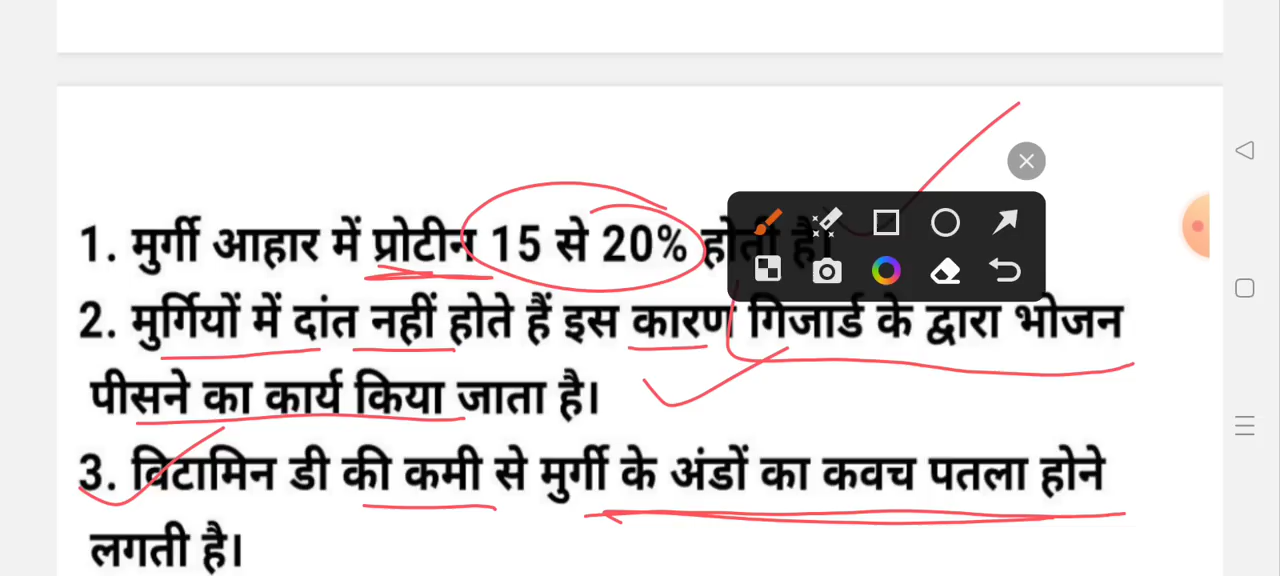 1. मुर्गी आहार में प्रोटीन 15 से 20% होती है।
2. मुर्गियों में दांत नहीं होते हैं इस कारण गिजार्ड के द्वारा भोजन
पीसने का कार्य किया जाता है।
3. विटामिन डी की कमी से मुर्गी के अंडों का कवच पतला होने
लगती है।